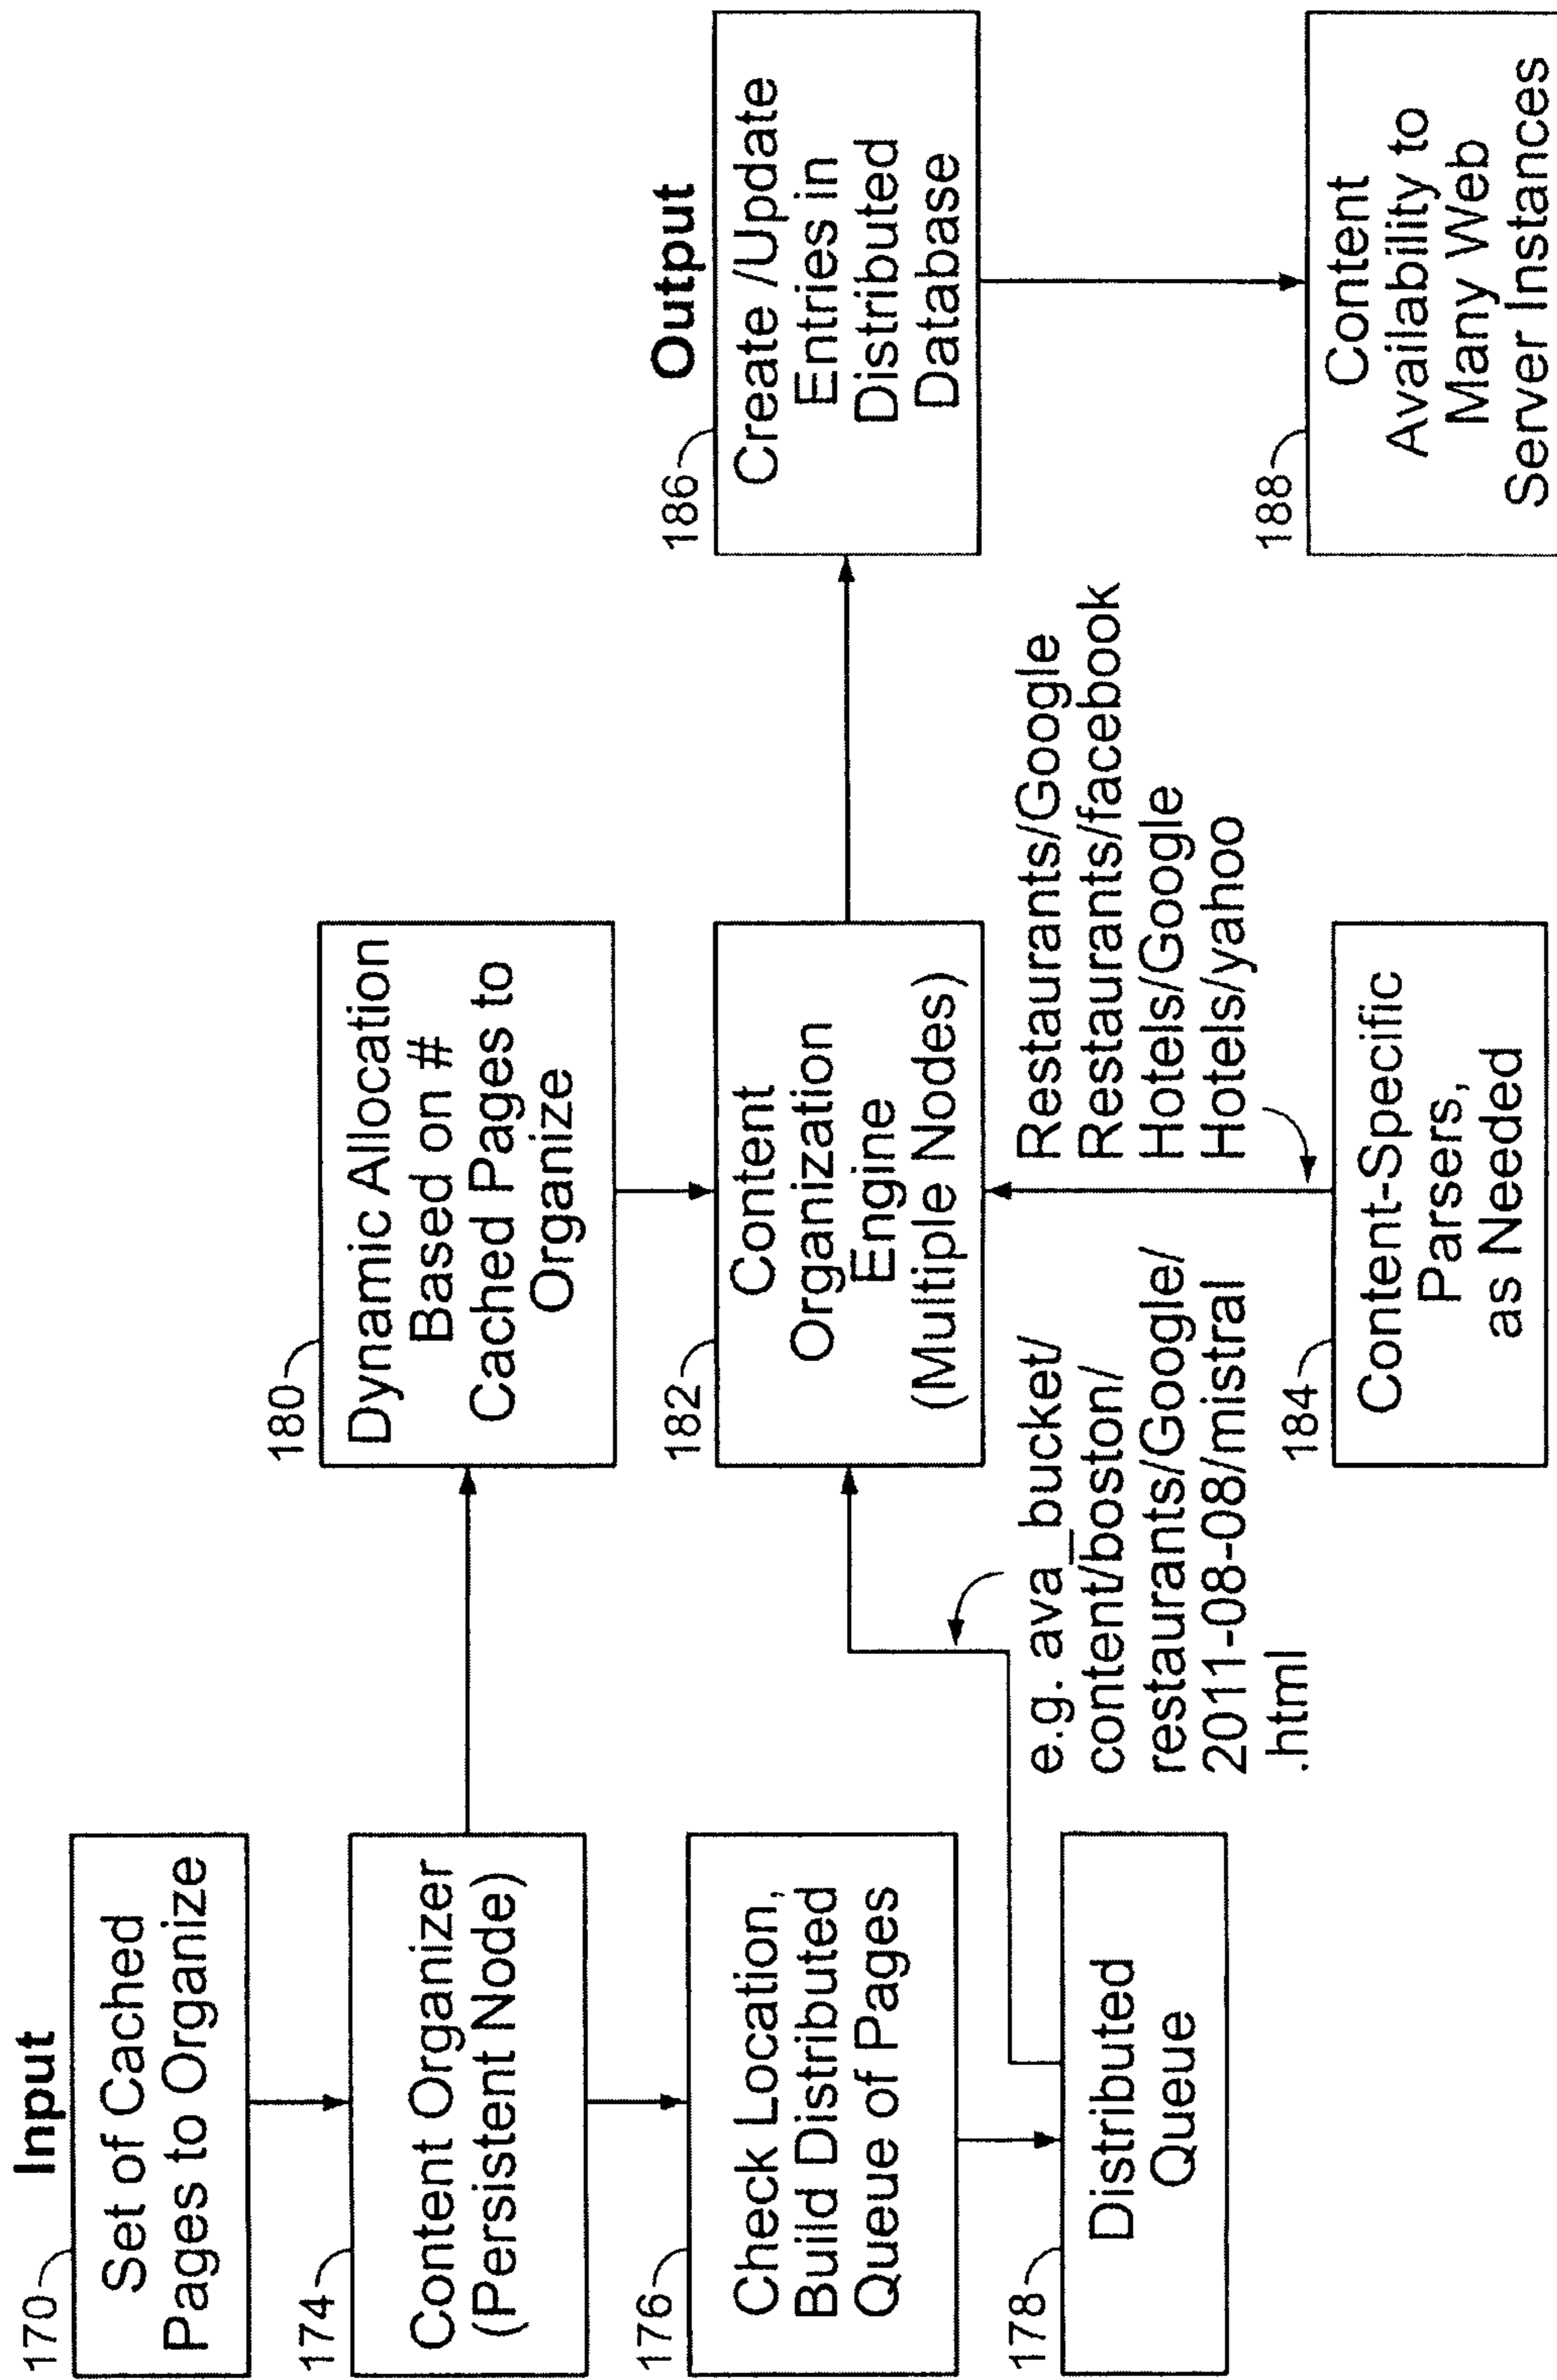 Input
170
Set of Cached
Pages to Organize
174
Content Organizer
(Persistent Node)
176
Check Location,
Build Distributed
Queue of Pages
178
Distributed
Queue
180
Dynamic Allocation
Based on #
Cached Pages to
Organize
182
Content
Organization
Engine
(Multiple Nodes)
e.g. ava_bucket/
content/boston/
restaurants/Google/
2011-08-08/mistral
.html
Restaurants/Google
Restaurants/facebook
Hotels/Google
Hotels/yahoo
184
Content-Specific
Parsers,
as Needed
Output
186
Create /Update
Entries in
Distributed
Database
188
Content
Availability to
Many Web
Server Instances